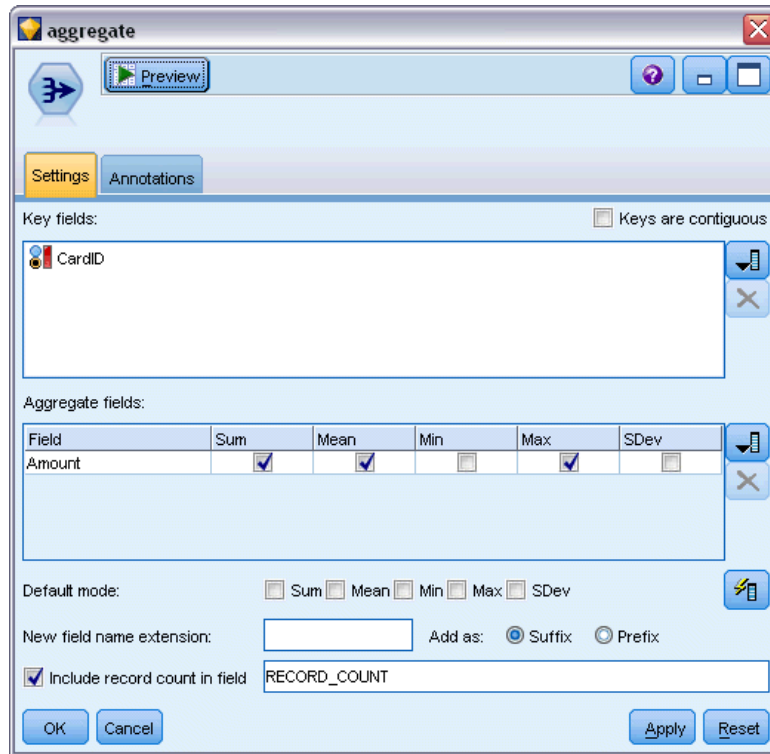 aggregate
Preview
Settings Annotations
Key fields: Keys are contiguous
CardID
Aggregate fields:
Field Sum Mean Min Max SDev
Amount
Default mode: Sum Mean Min Max SDev
New field name extension: Add as: Suffix Prefix
Include record count in field RECORD_COUNT
OK Cancel Apply Reset